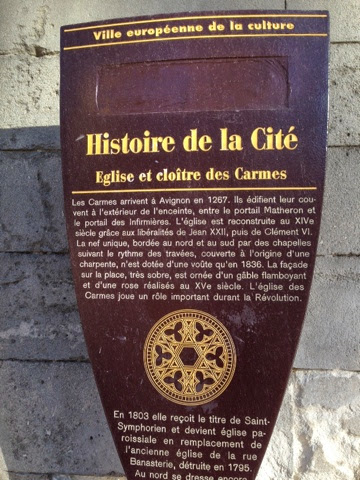 Ville européenne de la culture
Histoire de la Cité
Eglise et cloître des Carmes
Les Carmes arrivent à Avignon en 1267. Ils édifient leur cou-
vent à l'extérieur de l'enceinte, entre le portail Matheron et
le portail des Infirmières. L'église est reconstruite au XIVe
siècle grâce aux libéralités de Jean XXII, puis de Clément VI.
La nef unique, bordée au nord et au sud par des chapelles
suivant le rythme des travées, couverte à l'origine d'une
charpente, n'est dotée d'une voûte qu'en 1836. La façade
sur la place, très sobre, est ornée d'un gâble flamboyant
et d'une rose réalisés au XVe siècle. L'église des
Carmes joue un rôle important durant la Révolution.
En 1803 elle reçoit le titre de Saint-
Symphorien et devient église pa-
roissiale en remplacement de
l'ancienne église de la rue
Banasterie, détruite en 1795.
Au nord se dresse encore